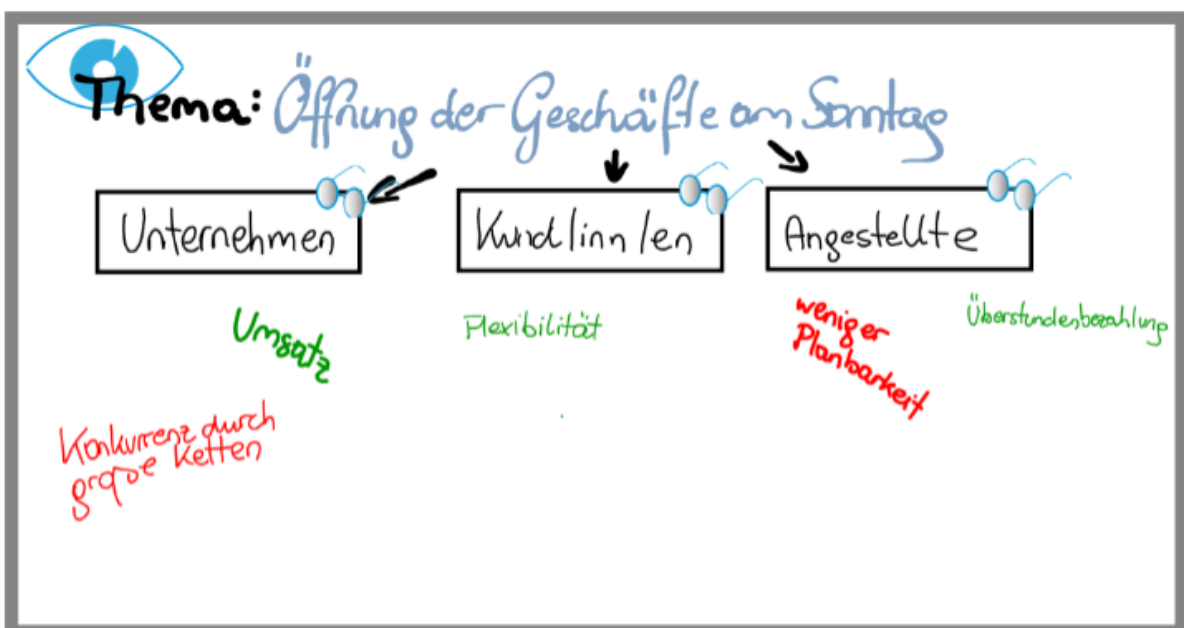 Thema: Öffnung der Geschäfte am Sonntag
Unternehmen
Kund/inn/en
Angestellte
Umsatz
Flexibilität
weniger
Planbarkeit
Überstundenbezahlung
Konkurrenz durch
große Ketten